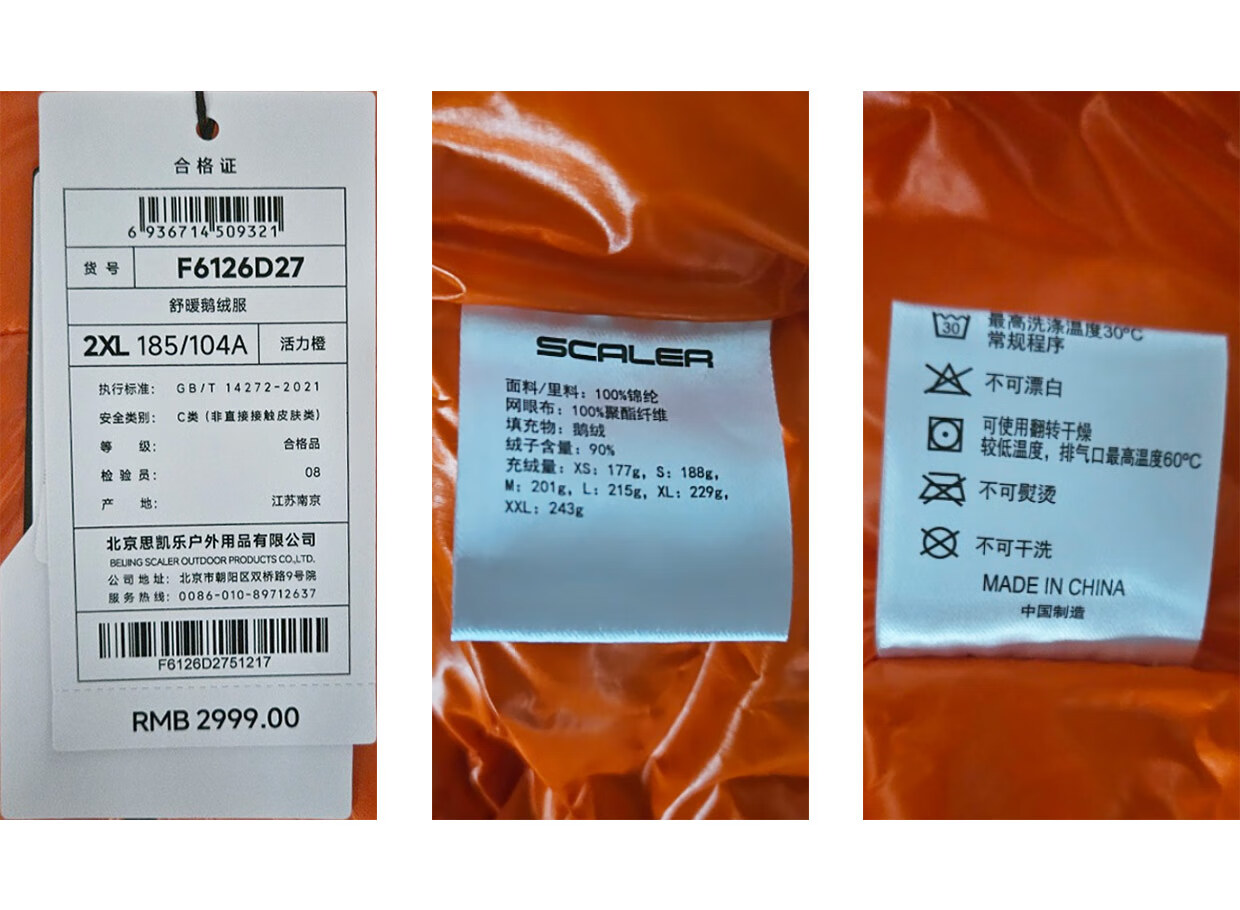 合格证
6 936714 509321
货号 F6126D27
舒暖鹅绒服
2XL 185/104A 活力橙
执行标准: GB/T 14272-2021
安全类别: C类 (非直接接触皮肤类)
等级: 合格品
检验员: 08
产地: 江苏南京
北京思凯乐户外用品有限公司
BEIJING SCALER OUTDOOR PRODUCTS CO.,LTD.
公司地址: 北京市朝阳区双桥路9号院
服务热线: 0086-010-89712637
F6126D2751217
RMB 2999.00
SCALER
面料/里料: 100%锦纶
网眼布: 100%聚酯纤维
填充物: 鹅绒
绒子含量: 90%
充绒量: XS: 177g, S: 188g,
M: 201g, L: 215g, XL: 229g,
XXL: 243g
30
最高洗涤温度30℃
常规程序
不可漂白
可使用翻转干燥
较低温度, 排气口最高温度60℃
不可熨烫
不可干洗
MADE IN CHINA
中国制造